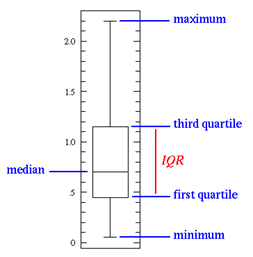 maximum
2.0
1.5
third quartile
1.0
IQR
median
.5
first quartile
minimum
0